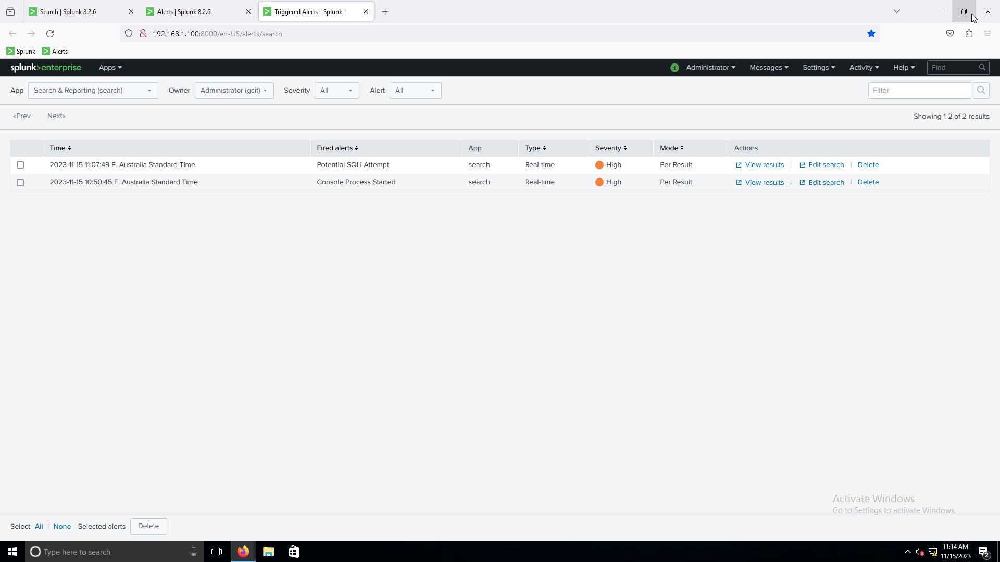 Search | Splunk 8.2.6
Alerts | Splunk 8.2.6
Triggered Alerts - Splunk
192.168.1.100:8000/en-US/alerts/search
Splunk Alerts
splunk>enterprise Apps Administrator Messages Settings Activity Help Find
App Search & Reporting (search) Owner Administrator (gcit) Severity All Alert All Filter
«Prev Next» Showing 1-2 of 2 results
Time Fired alerts App Type Severity Mode Actions
2023-11-15 11:07:49 E. Australia Standard Time Potential SQLi Attempt search Real-time High Per Result View results | Edit search | Delete
2023-11-15 10:50:45 E. Australia Standard Time Console Process Started search Real-time High Per Result View results | Edit search | Delete
Activate Windows
Go to Settings to activate Windows.
Select All | None Selected alerts Delete
Type here to search
11:14 AM
11/15/2023
2